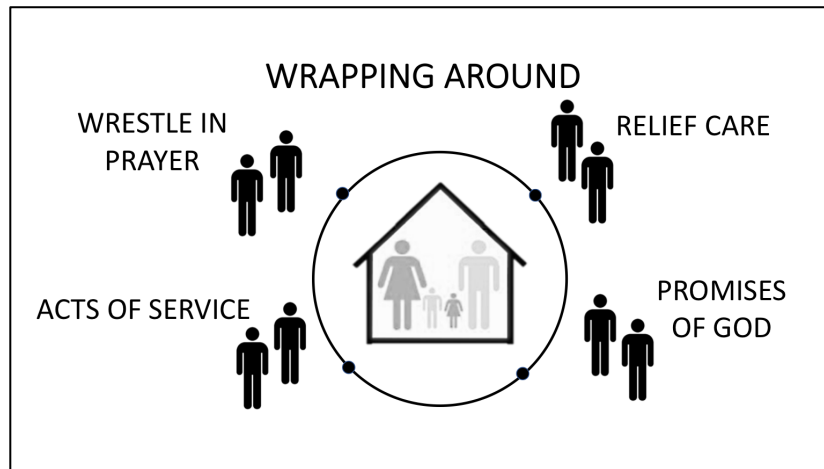 WRAPPING AROUND
WRESTLE IN
PRAYER
RELIEF CARE
ACTS OF SERVICE
PROMISES
OF GOD